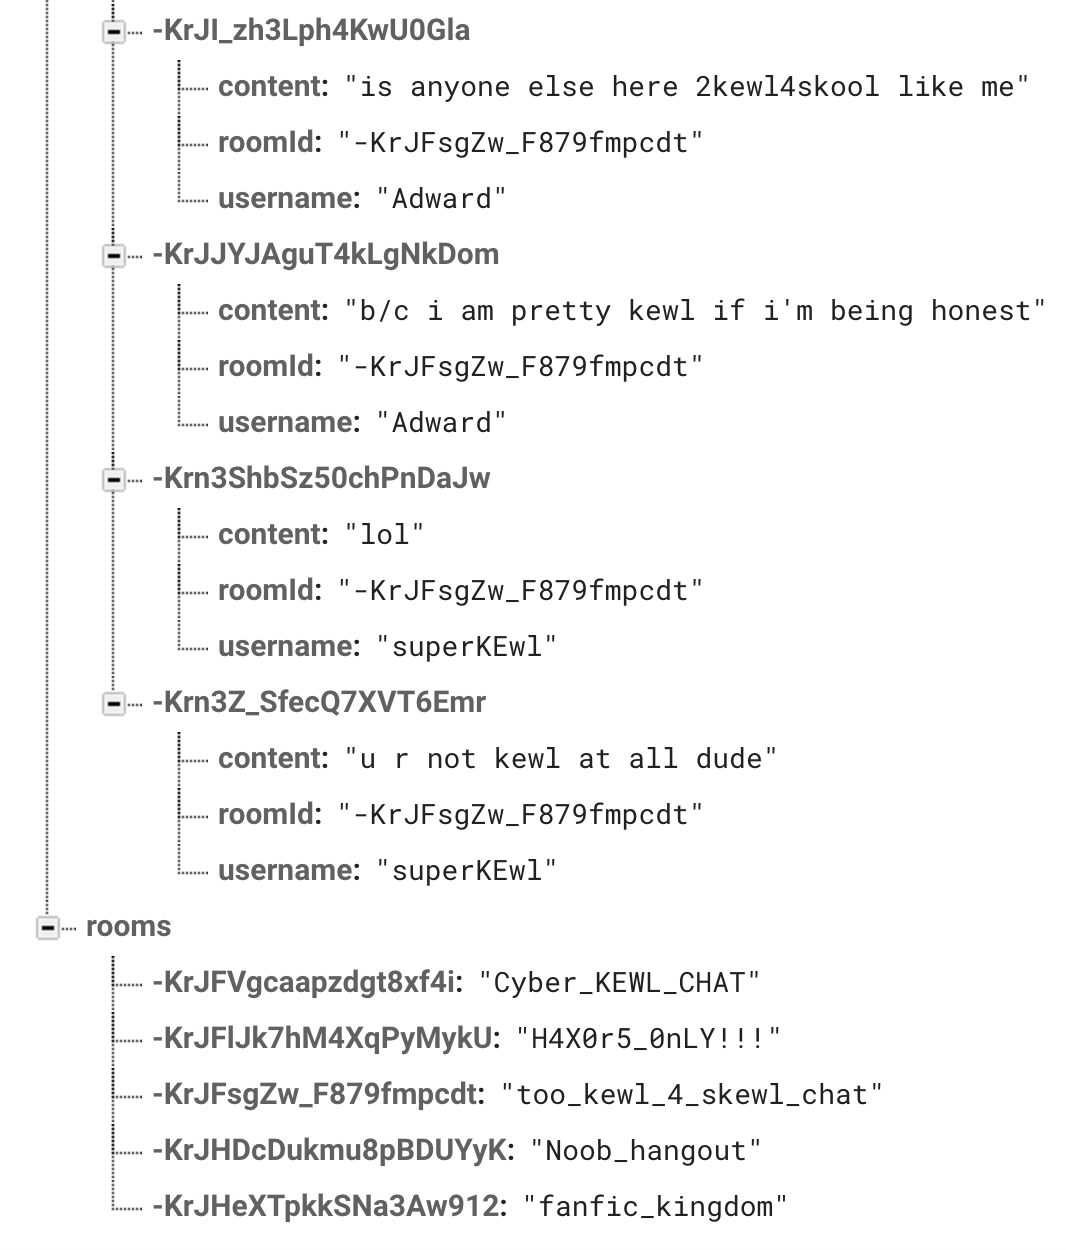 -KrJI_zh3Lph4KwU0Gla
content: "is anyone else here 2kewl4skool like me"
roomId: "-KrJFsgZw_F879fmpcdt"
username: "Adward"
-KrJJYJAguT4kLgNkDom
content: "b/c i am pretty kewl if i'm being honest"
roomId: "-KrJFsgZw_F879fmpcdt"
username: "Adward"
-Krn3ShbSz50chPnDaJw
content: "lol"
roomId: "-KrJFsgZw_F879fmpcdt"
username: "superKEwl"
-Krn3Z_SfecQ7XVT6Emr
content: "u r not kewl at all dude"
roomId: "-KrJFsgZw_F879fmpcdt"
username: "superKEwl"
rooms
-KrJFVgcaapzdgt8xf4i: "Cyber_KEWL_CHAT"
-KrJFlJk7hM4XqPyMykU: "H4X0r5_0nLY!!!"
-KrJFsgZw_F879fmpcdt: "too_kewl_4_skewl_chat"
-KrJHDcDukmu8pBDUYyK: "Noob_hangout"
-KrJHeXTpkkSNa3Aw912: "fanfic_kingdom"